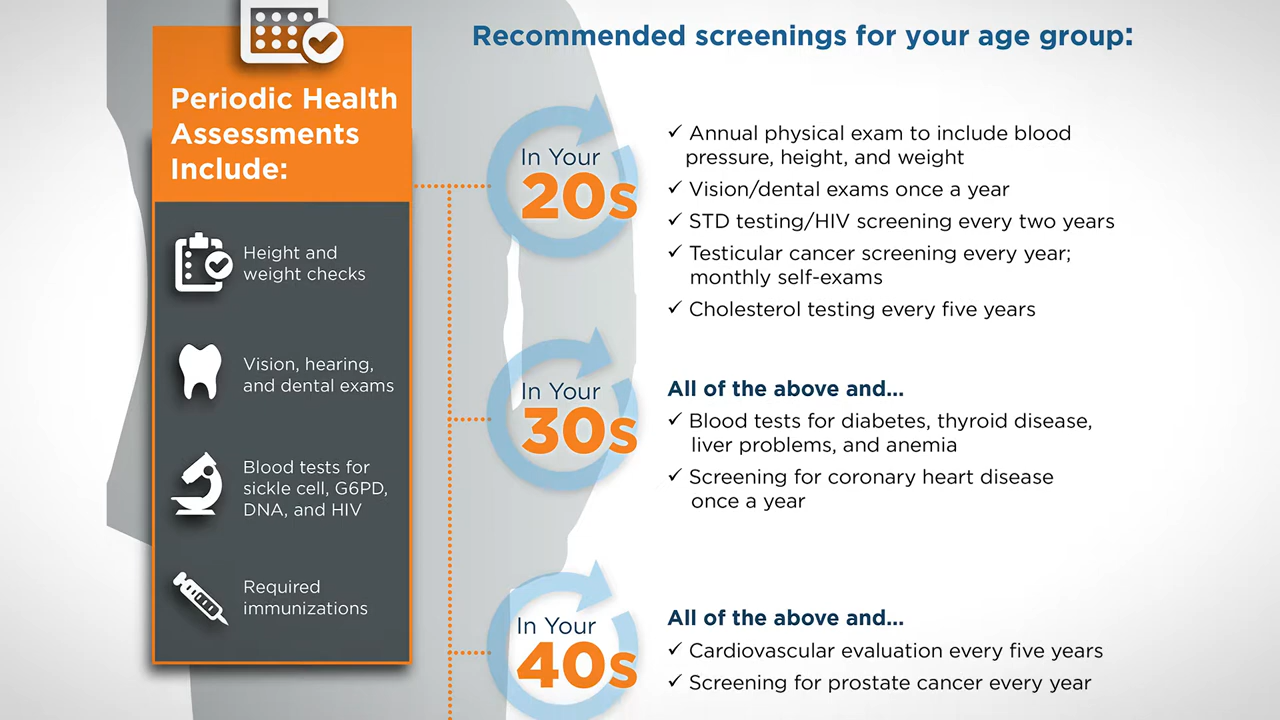 Recommended screenings for your age group:
Periodic Health
Assessments
Include:
Height and
weight checks
Vision, hearing,
and dental exams
Blood tests for
sickle cell, G6PD,
DNA, and HIV
Required
immunizations
In Your
20s
✓ Annual physical exam to include blood
pressure, height, and weight
✓ Vision/dental exams once a year
✓ STD testing/HIV screening every two years
✓ Testicular cancer screening every year;
monthly self-exams
✓ Cholesterol testing every five years
In Your
30s
All of the above and...
✓ Blood tests for diabetes, thyroid disease,
liver problems, and anemia
✓ Screening for coronary heart disease
once a year
In Your
40s
All of the above and...
✓ Cardiovascular evaluation every five years
✓ Screening for prostate cancer every year